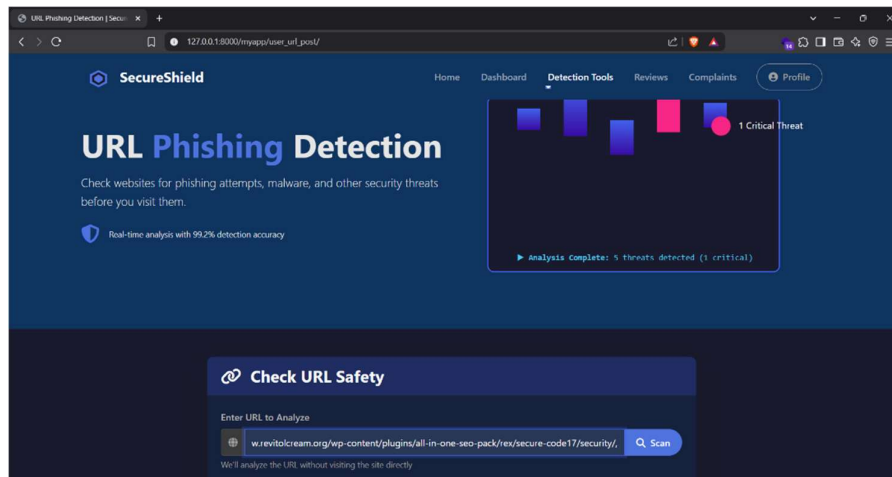 URL Phishing Detection | Secur
127.0.0.1:8000/myapp/user_url_post/
14
SecureShield
Home Dashboard Detection Tools Reviews Complaints Profile
URL Phishing Detection
Check websites for phishing attempts, malware, and other security threats
before you visit them.
Real-time analysis with 99.2% detection accuracy
1 Critical Threat
▶ Analysis Complete: 5 threats detected (1 critical)
Check URL Safety
Enter URL to Analyze
w.revitolcream.org/wp-content/plugins/all-in-one-seo-pack/rex/secure-code17/security/,
Scan
We'll analyze the URL without visiting the site directly